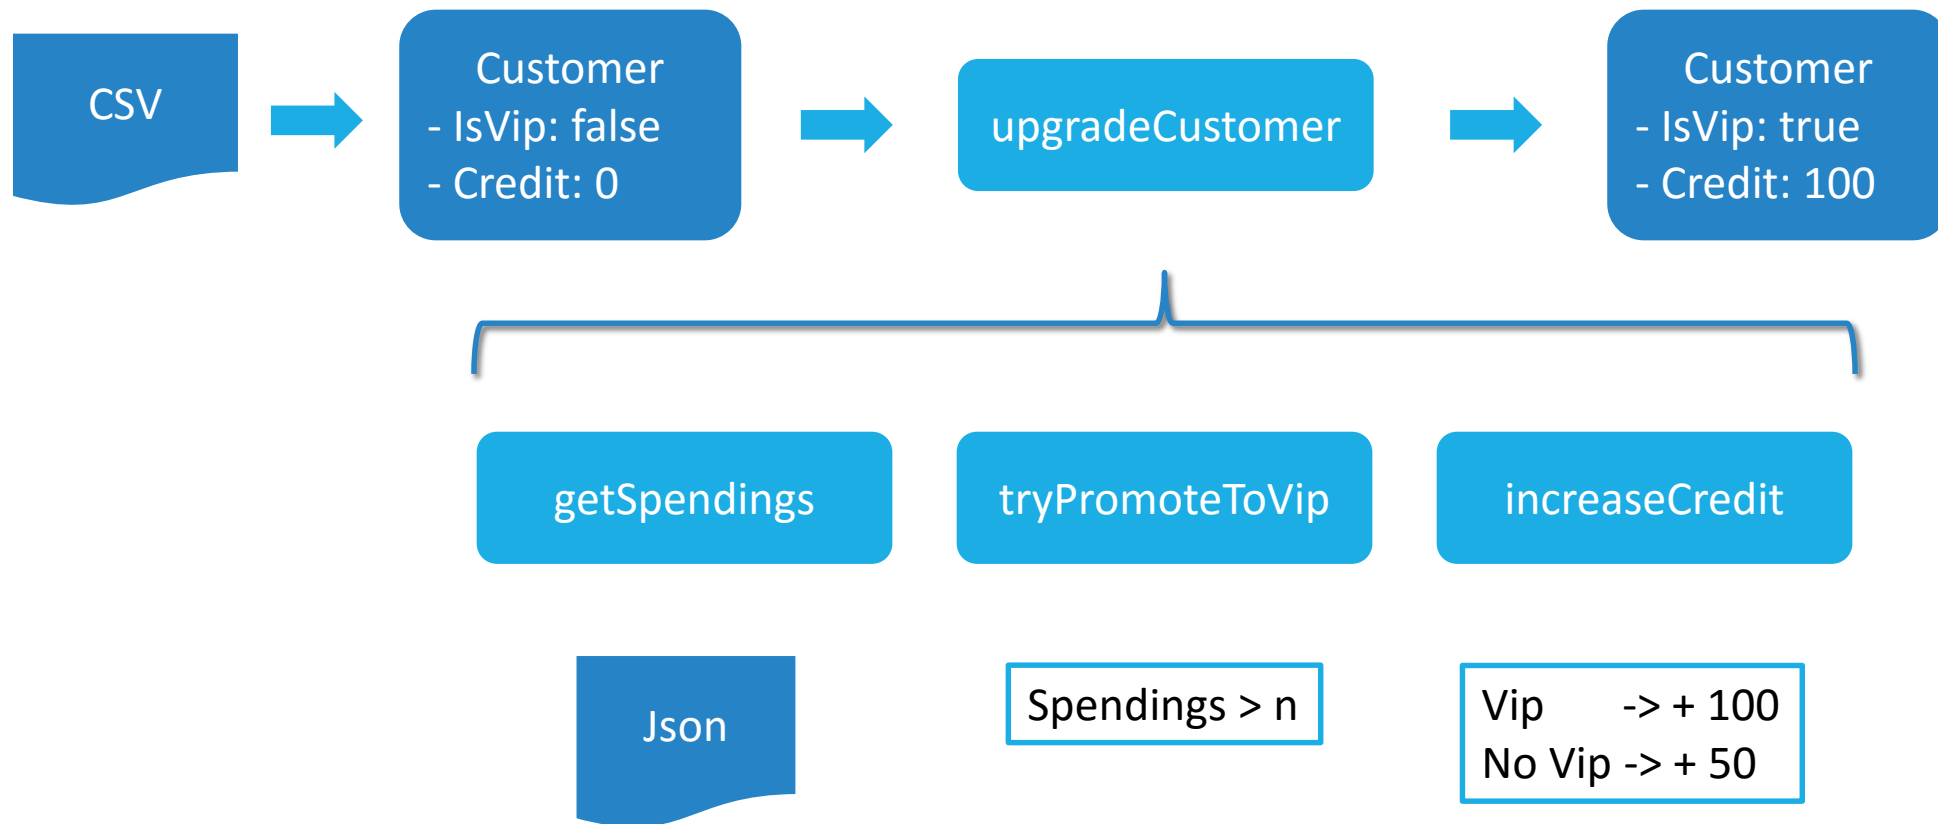 CSV
Customer
- IsVip: false
- Credit: 0
upgradeCustomer
Customer
- IsVip: true
- Credit: 100
getSpendings
tryPromoteToVip
increaseCredit
Json
Spendings > n
Vip -> + 100
No Vip -> + 50